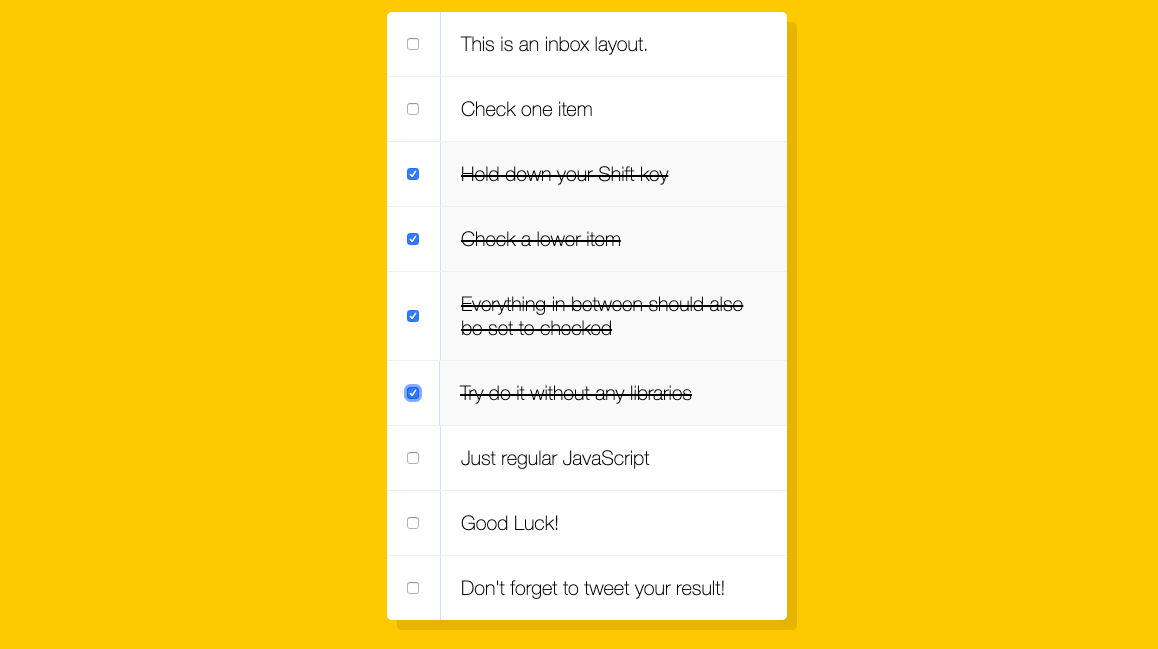 This is an inbox layout.
Check one item
Hold down your Shift key
Check a lower item
Everything in between should also
be set to checked
Try do it without any libraries
Just regular JavaScript
Good Luck!
Don't forget to tweet your result!